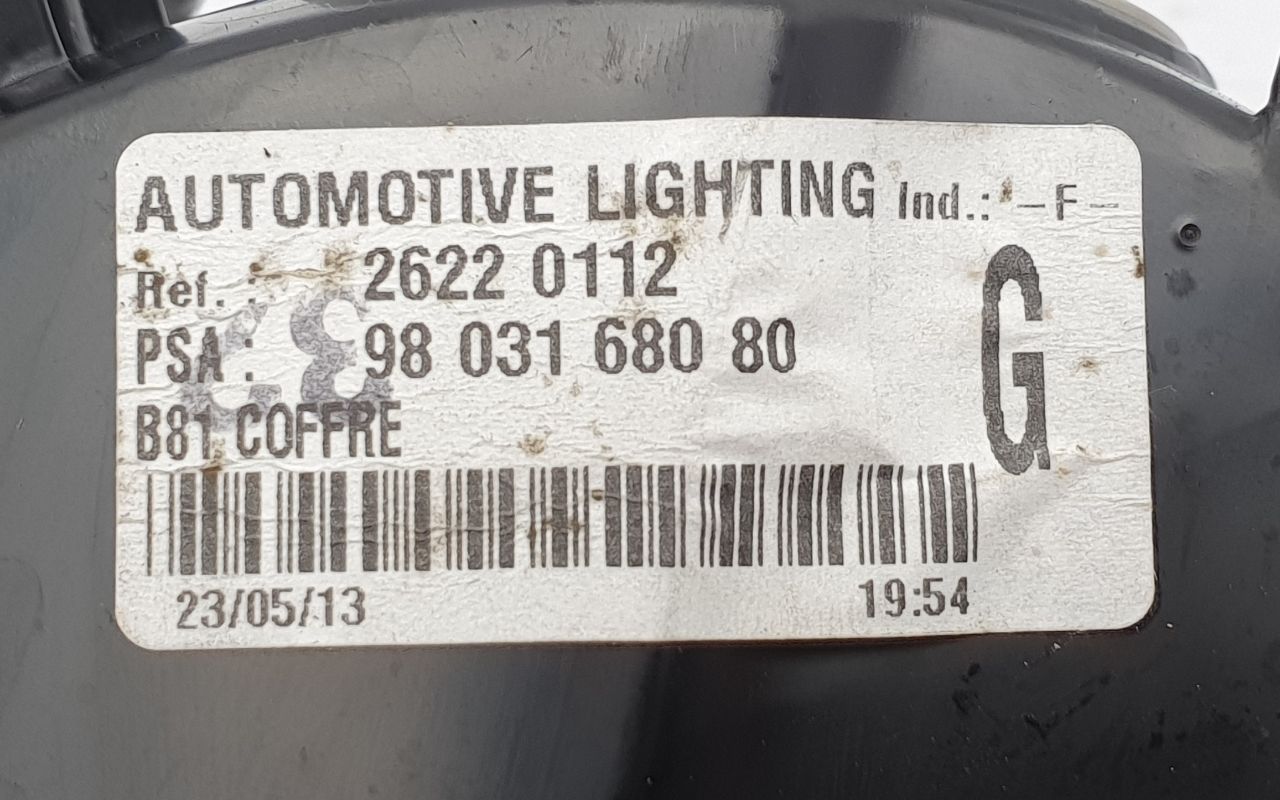 AUTOMOTIVE LIGHTING Ind.: -F-
Ref. : 2622 0112
PSA : 98 031 680 80
G
B81 COFFRE
23/05/13 19:54